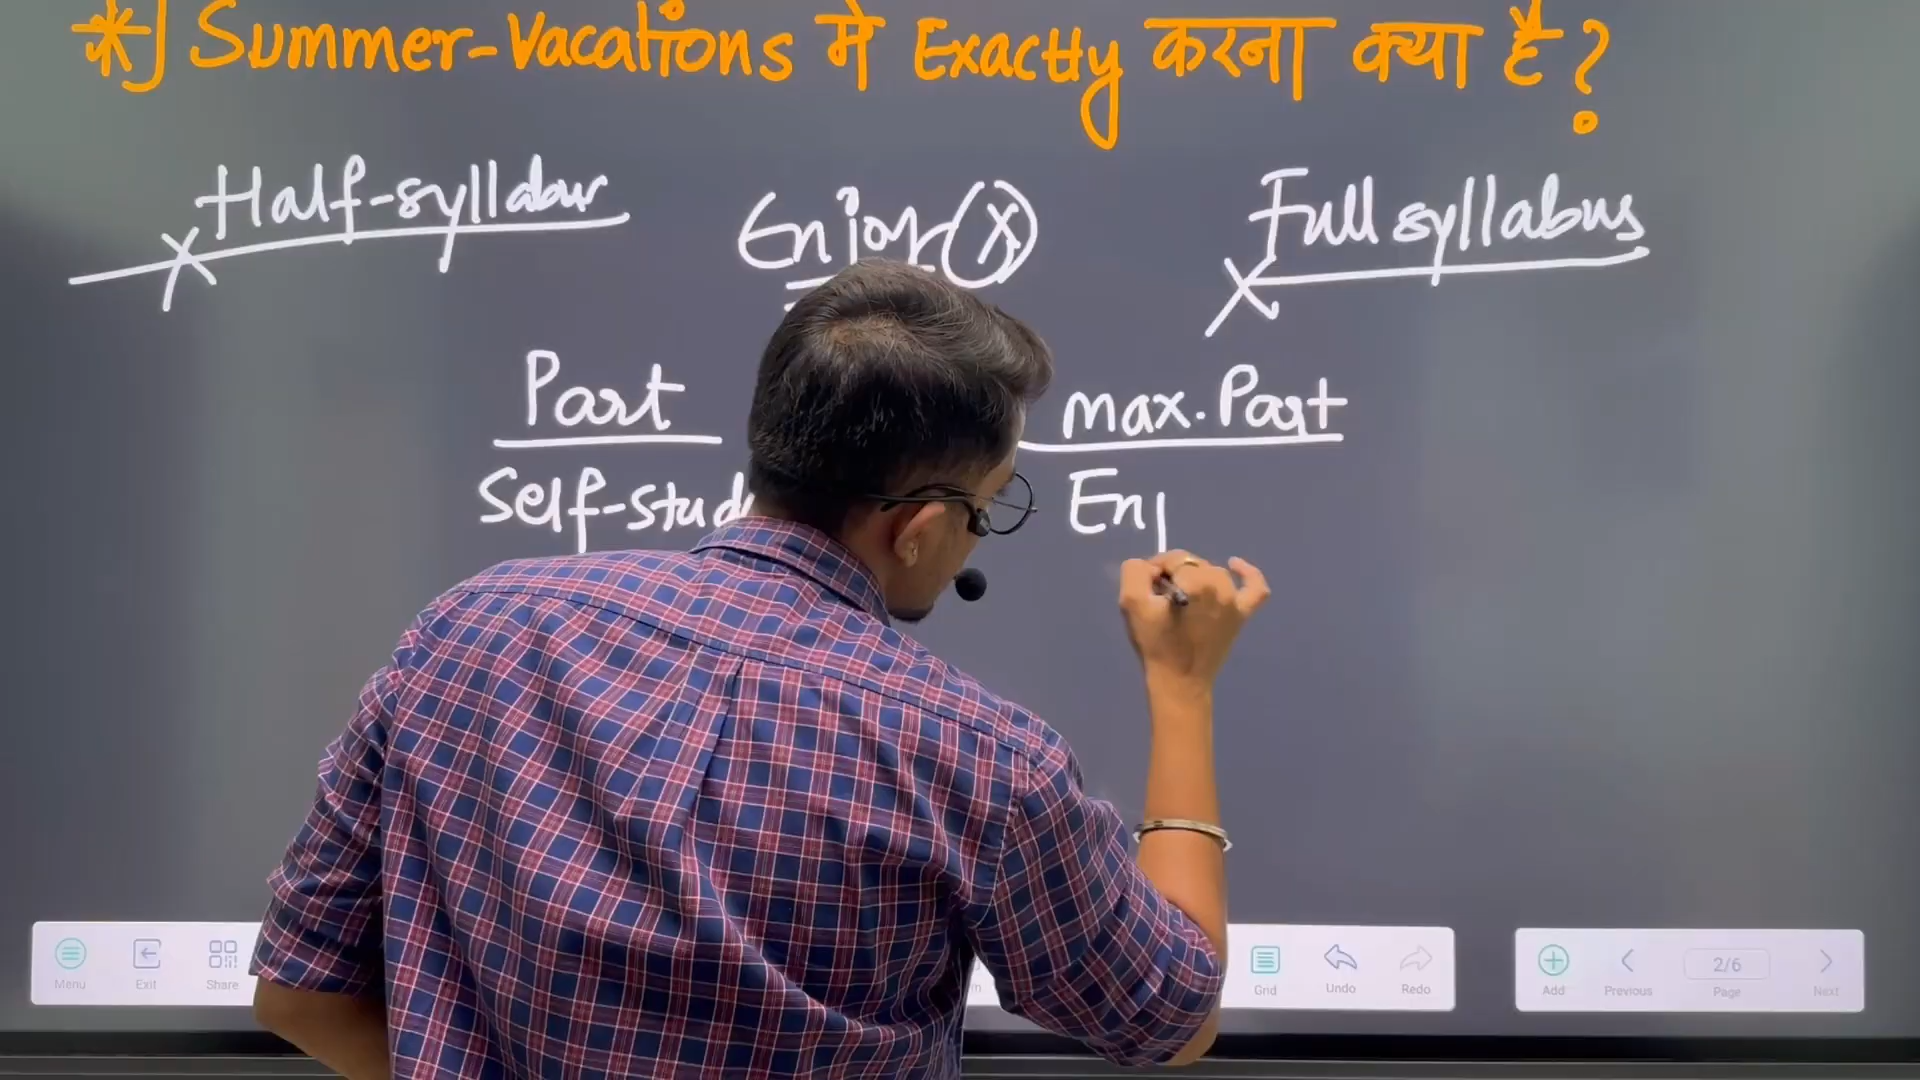 *] Summer-Vacations मे Exactly करना क्या है?
Half-syllabus
Enjoy (X)
Full syllabus
Part
max. Part
Self-stud
Enj
Menu
Exit
Share
Grid
Undo
Redo
Add
Previous
2/6
Page
Next